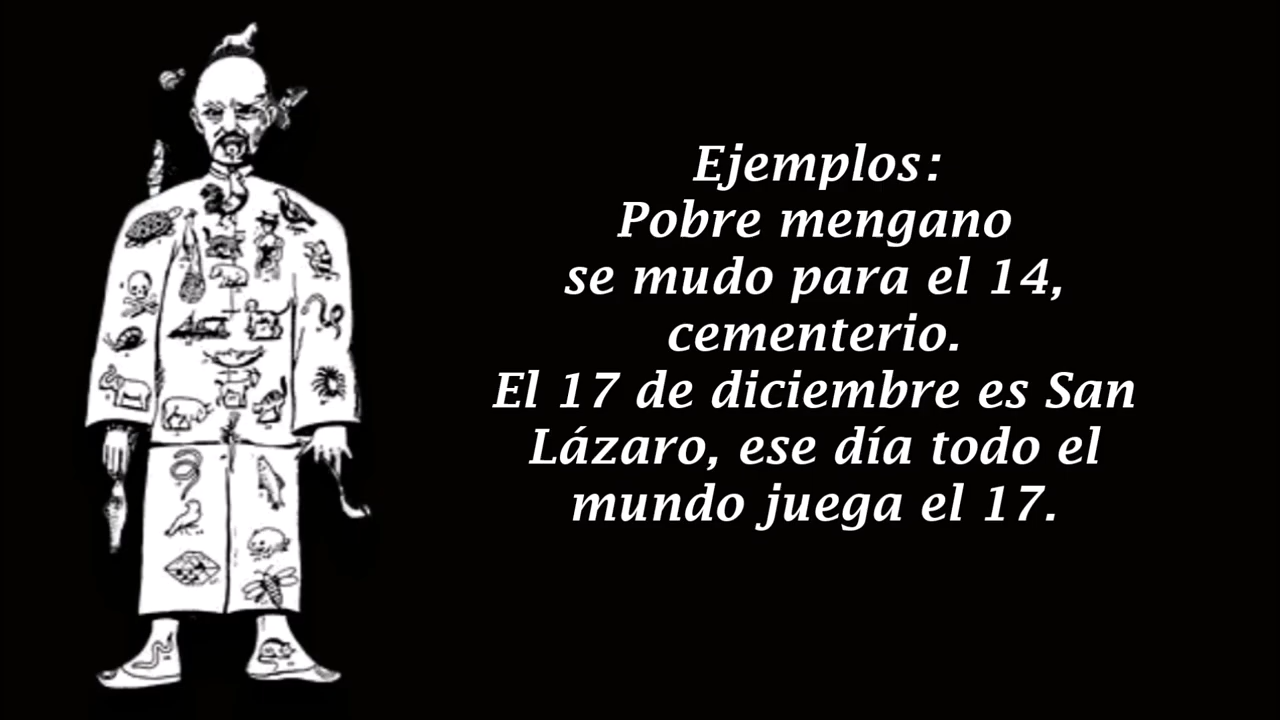 Ejemplos:
Pobre mengano
se mudo para el 14,
cementerio.
El 17 de diciembre es San
Lázaro, ese día todo el
mundo juega el 17.